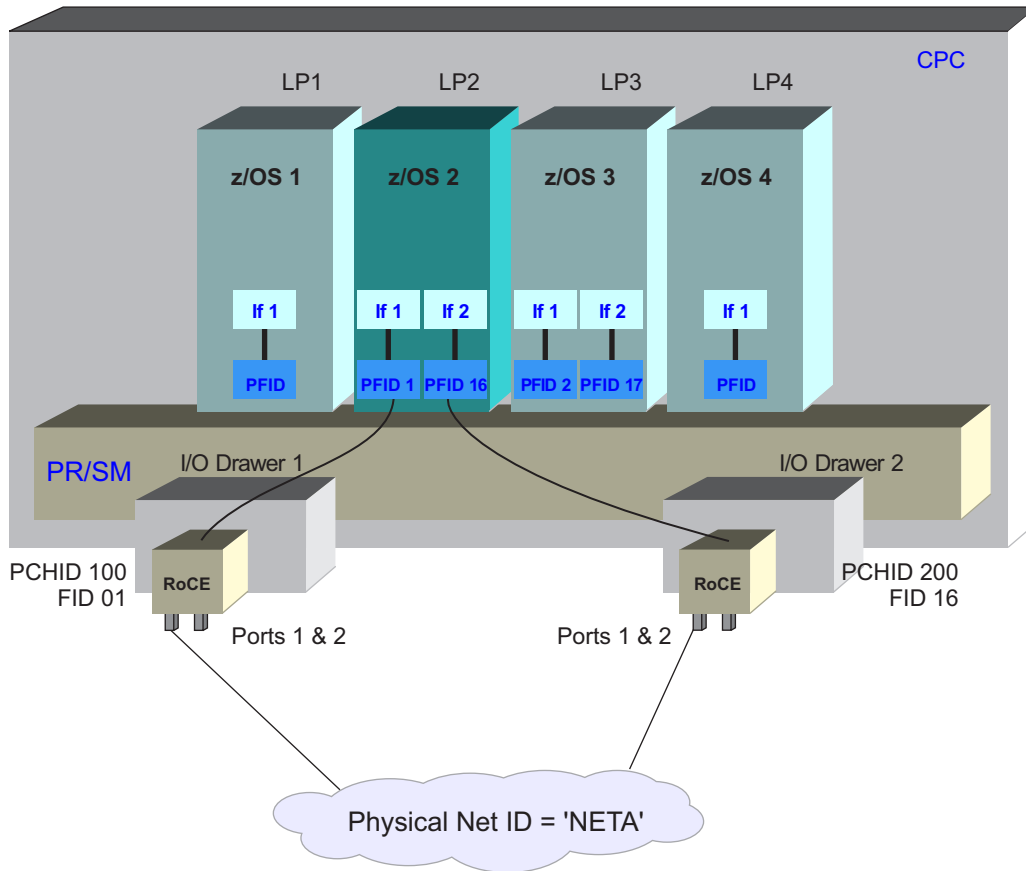 CPC
LP1
LP2
LP3
LP4
z/OS 1
z/OS 2
z/OS 3
z/OS 4
If 1
If 1
If 2
If 1
If 2
If 1
PFID
PFID 1
PFID 16
PFID 2
PFID 17
PFID
PR/SM
I/O Drawer 1
I/O Drawer 2
PCHID 100
FID 01
RoCE
RoCE
PCHID 200
FID 16
Ports 1 & 2
Ports 1 & 2
Physical Net ID = 'NETA'